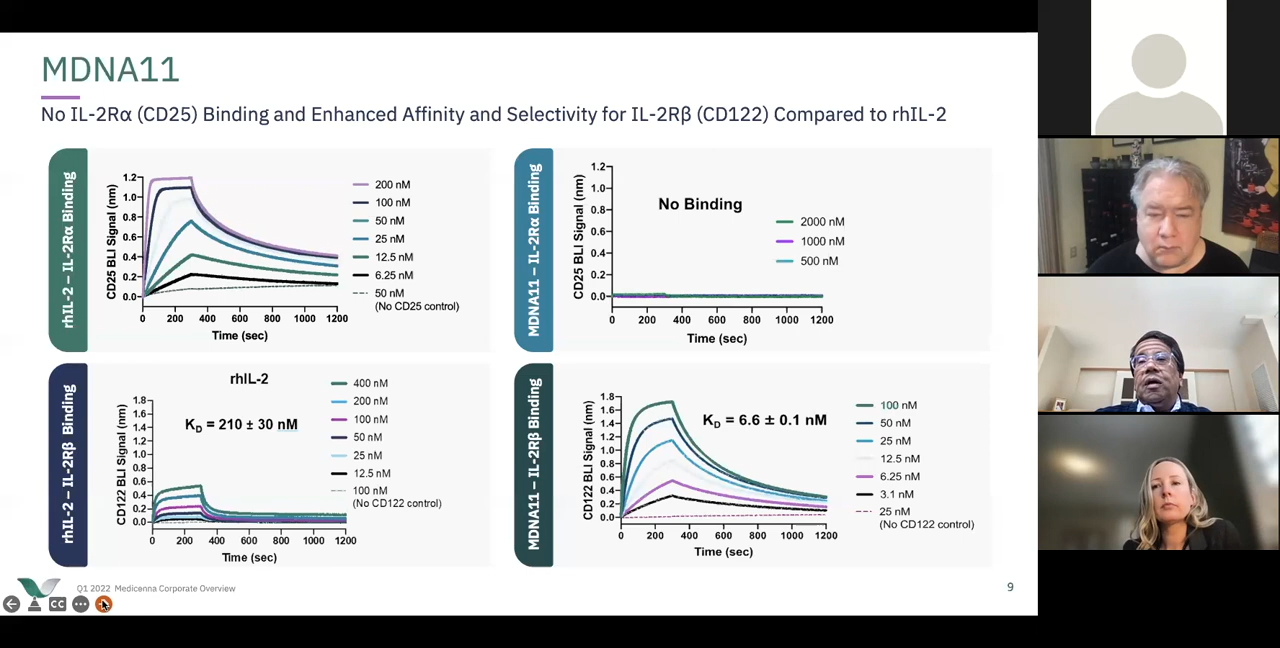 MDNA11
No IL-2Rα (CD25) Binding and Enhanced Affinity and Selectivity for IL-2Rβ (CD122) Compared to rhIL-2
rhIL-2 – IL-2Rα Binding
CD25 BLI Signal (nm)
1.2
1.0
0.8
0.6
0.4
0.2
0.0
0 200 400 600 800 1000 1200
Time (sec)
200 nM
100 nM
50 nM
25 nM
12.5 nM
6.25 nM
50 nM
(No CD25 control)
MDNA11 – IL-2Rα Binding
CD25 BLI Signal (nm)
1.2
1.0
0.8
0.6
0.4
0.2
0.0
No Binding
0 200 400 600 800 1000 1200
Time (sec)
2000 nM
1000 nM
500 nM
rhIL-2 – IL-2Rβ Binding
rhIL-2
KD = 210 ± 30 nM
CD122 BLI Signal (nm)
1.8
1.6
1.4
1.2
1.0
0.8
0.6
0.4
0.2
0.0
0 200 400 600 800 1000 1200
Time (sec)
400 nM
200 nM
100 nM
50 nM
25 nM
12.5 nM
100 nM
(No CD122 control)
MDNA11 – IL-2Rβ Binding
KD = 6.6 ± 0.1 nM
CD122 BLI Signal (nm)
1.8
1.6
1.4
1.2
1.0
0.8
0.6
0.4
0.2
0.0
0 200 400 600 800 1000 1200
Time (sec)
100 nM
50 nM
25 nM
12.5 nM
6.25 nM
3.1 nM
25 nM
(No CD122 control)
Q1 2022 Medicenna Corporate Overview
9
CC